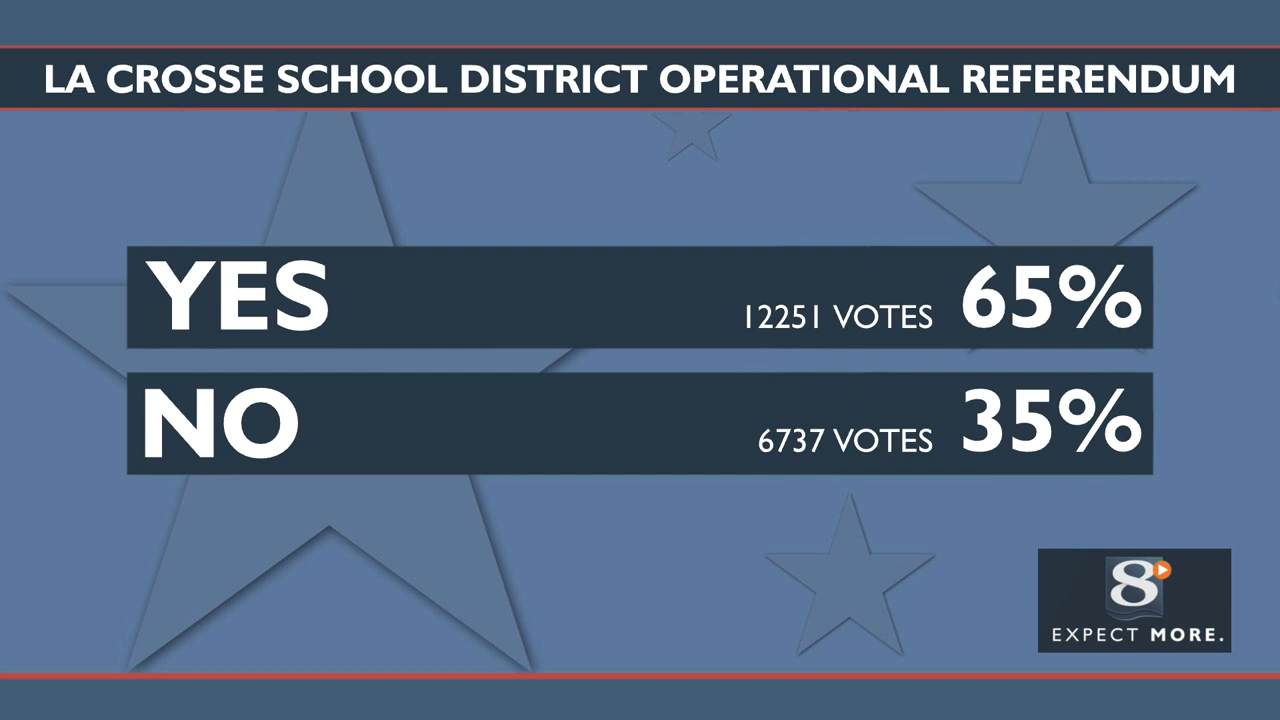 LA CROSSE SCHOOL DISTRICT OPERATIONAL REFERENDUM
YES 12251 VOTES 65%
NO 6737 VOTES 35%
8
EXPECT MORE.